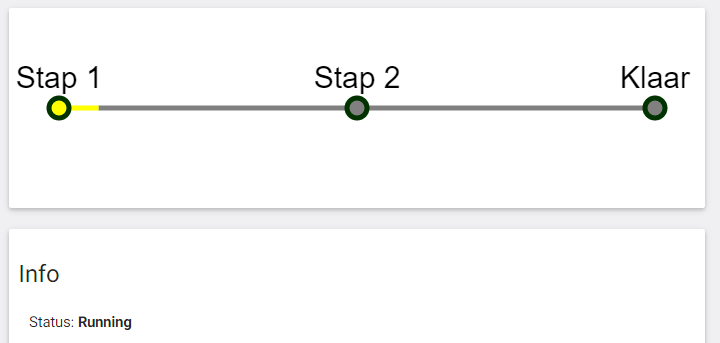 Stap 1 Stap 2 Klaar
Info
Status: Running